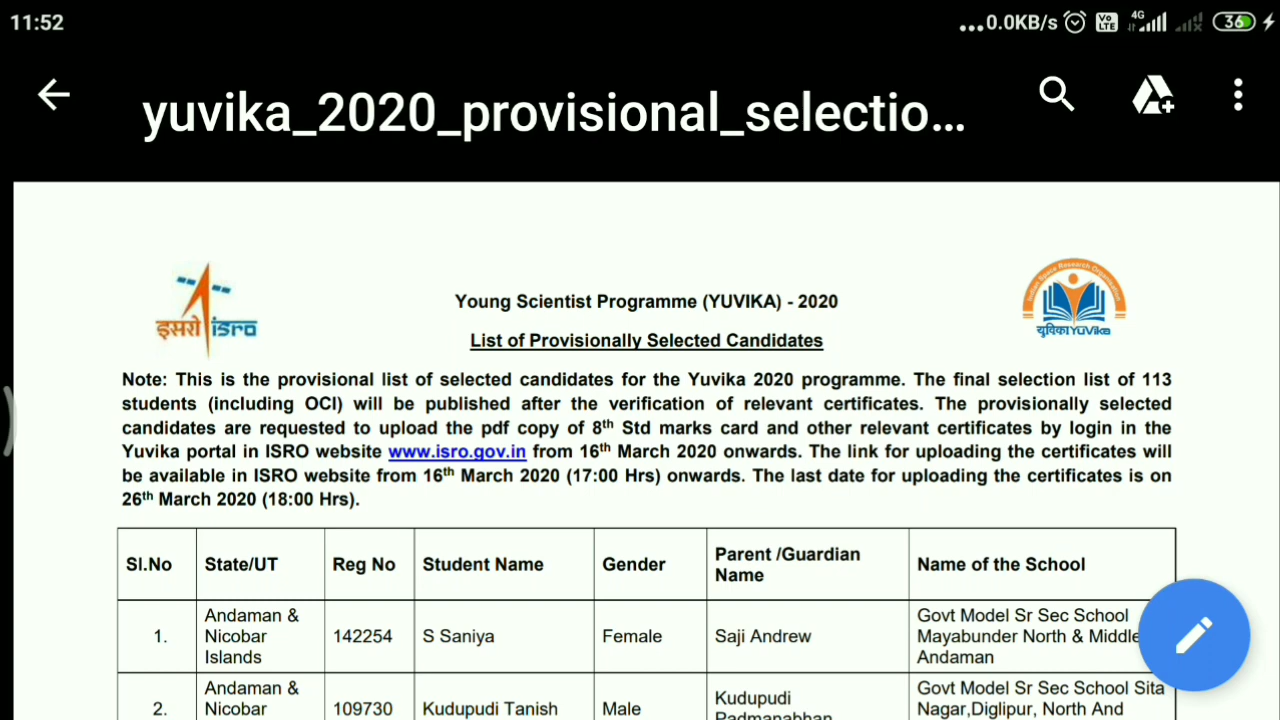 11:52
...0.0KB/s Vo LTE 4G 36
yuvika_2020_provisional_selectio...
इसरो isro
Indian Space Research Organisation
युविका YUVika
Young Scientist Programme (YUVIKA) - 2020
List of Provisionally Selected Candidates
Note: This is the provisional list of selected candidates for the Yuvika 2020 programme. The final selection list of 113
students (including OCI) will be published after the verification of relevant certificates. The provisionally selected
candidates are requested to upload the pdf copy of 8th Std marks card and other relevant certificates by login in the
Yuvika portal in ISRO website www.isro.gov.in from 16th March 2020 onwards. The link for uploading the certificates will
be available in ISRO website from 16th March 2020 (17:00 Hrs) onwards. The last date for uploading the certificates is on
26th March 2020 (18:00 Hrs).
Sl.No State/UT Reg No Student Name Gender Parent /Guardian Name Name of the School
1. Andaman & Nicobar Islands 142254 S Saniya Female Saji Andrew Govt Model Sr Sec School Mayabunder North & Middle Andaman
2. Andaman & Nicobar 109730 Kudupudi Tanish Male Kudupudi Padmanabhan Govt Model Sr Sec School Sita Nagar,Diglipur, North And